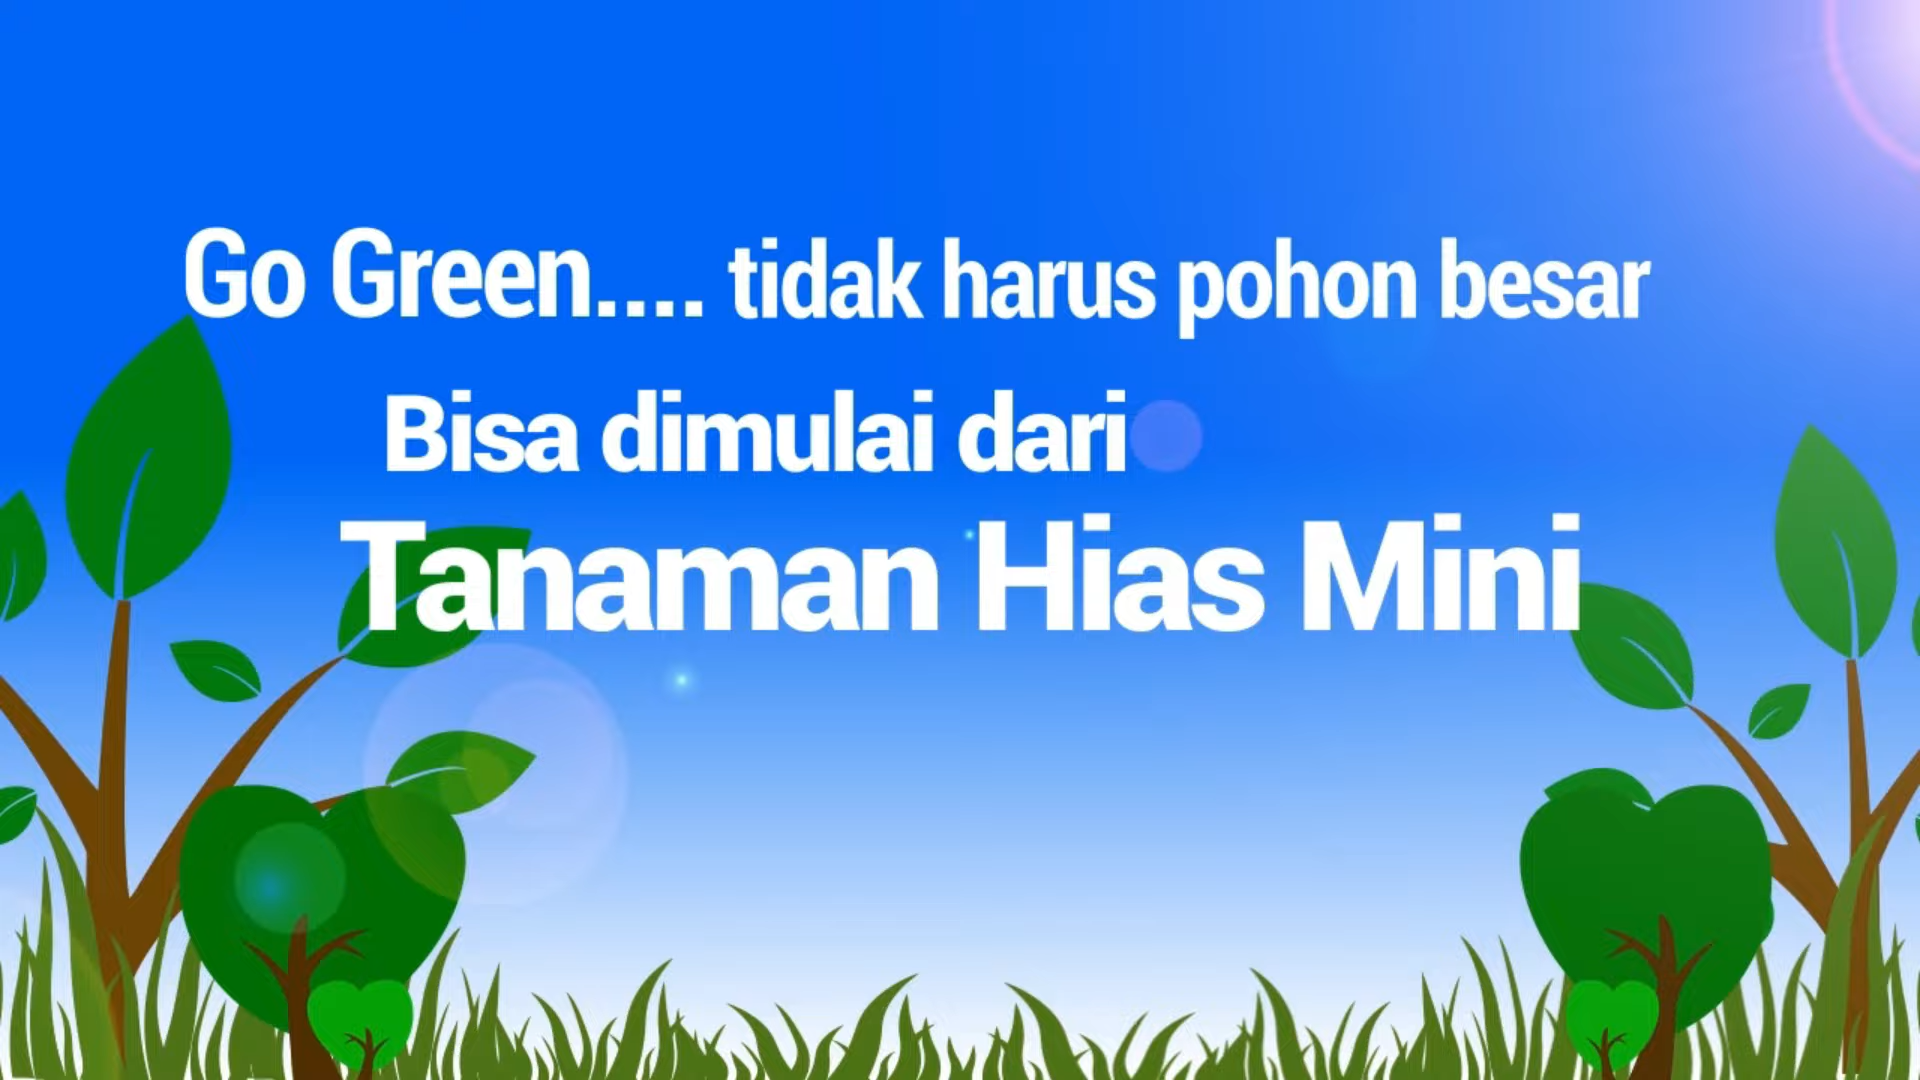 Go Green.... tidak harus pohon besar
Bisa dimulai dari
Tanaman Hias Mini